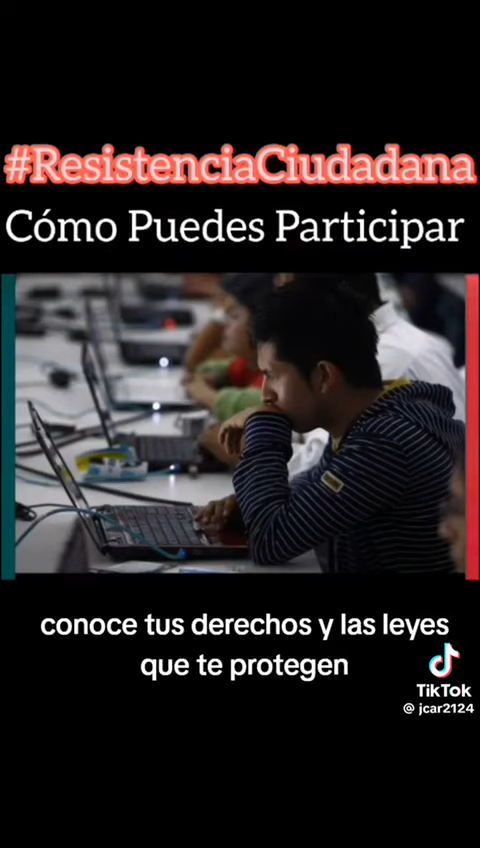 #ResistenciaCiudadana
Cómo Puedes Participar
conoce tus derechos y las leyes
que te protegen
TikTok
@ jcar2124